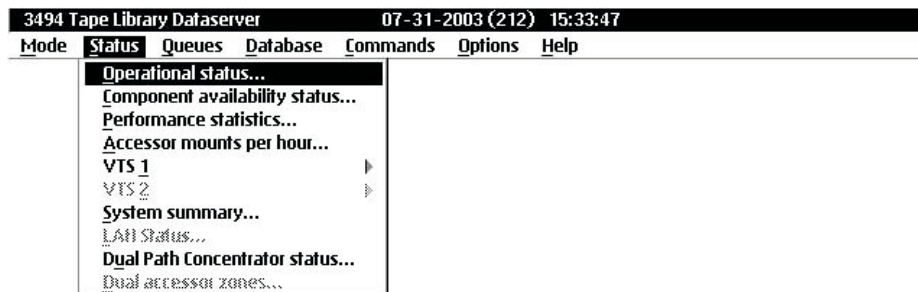 3494 Tape Library Dataserver 07-31-2003 (212) 15:33:47
Mode Status Queues Database Commands Options Help
Operational status...
Component availability status...
Performance statistics...
Accessor mounts per hour...
VTS 1
VTS 2
System summary...
LAN Status...
Dual Path Concentrator status...
Dual accessor zones...